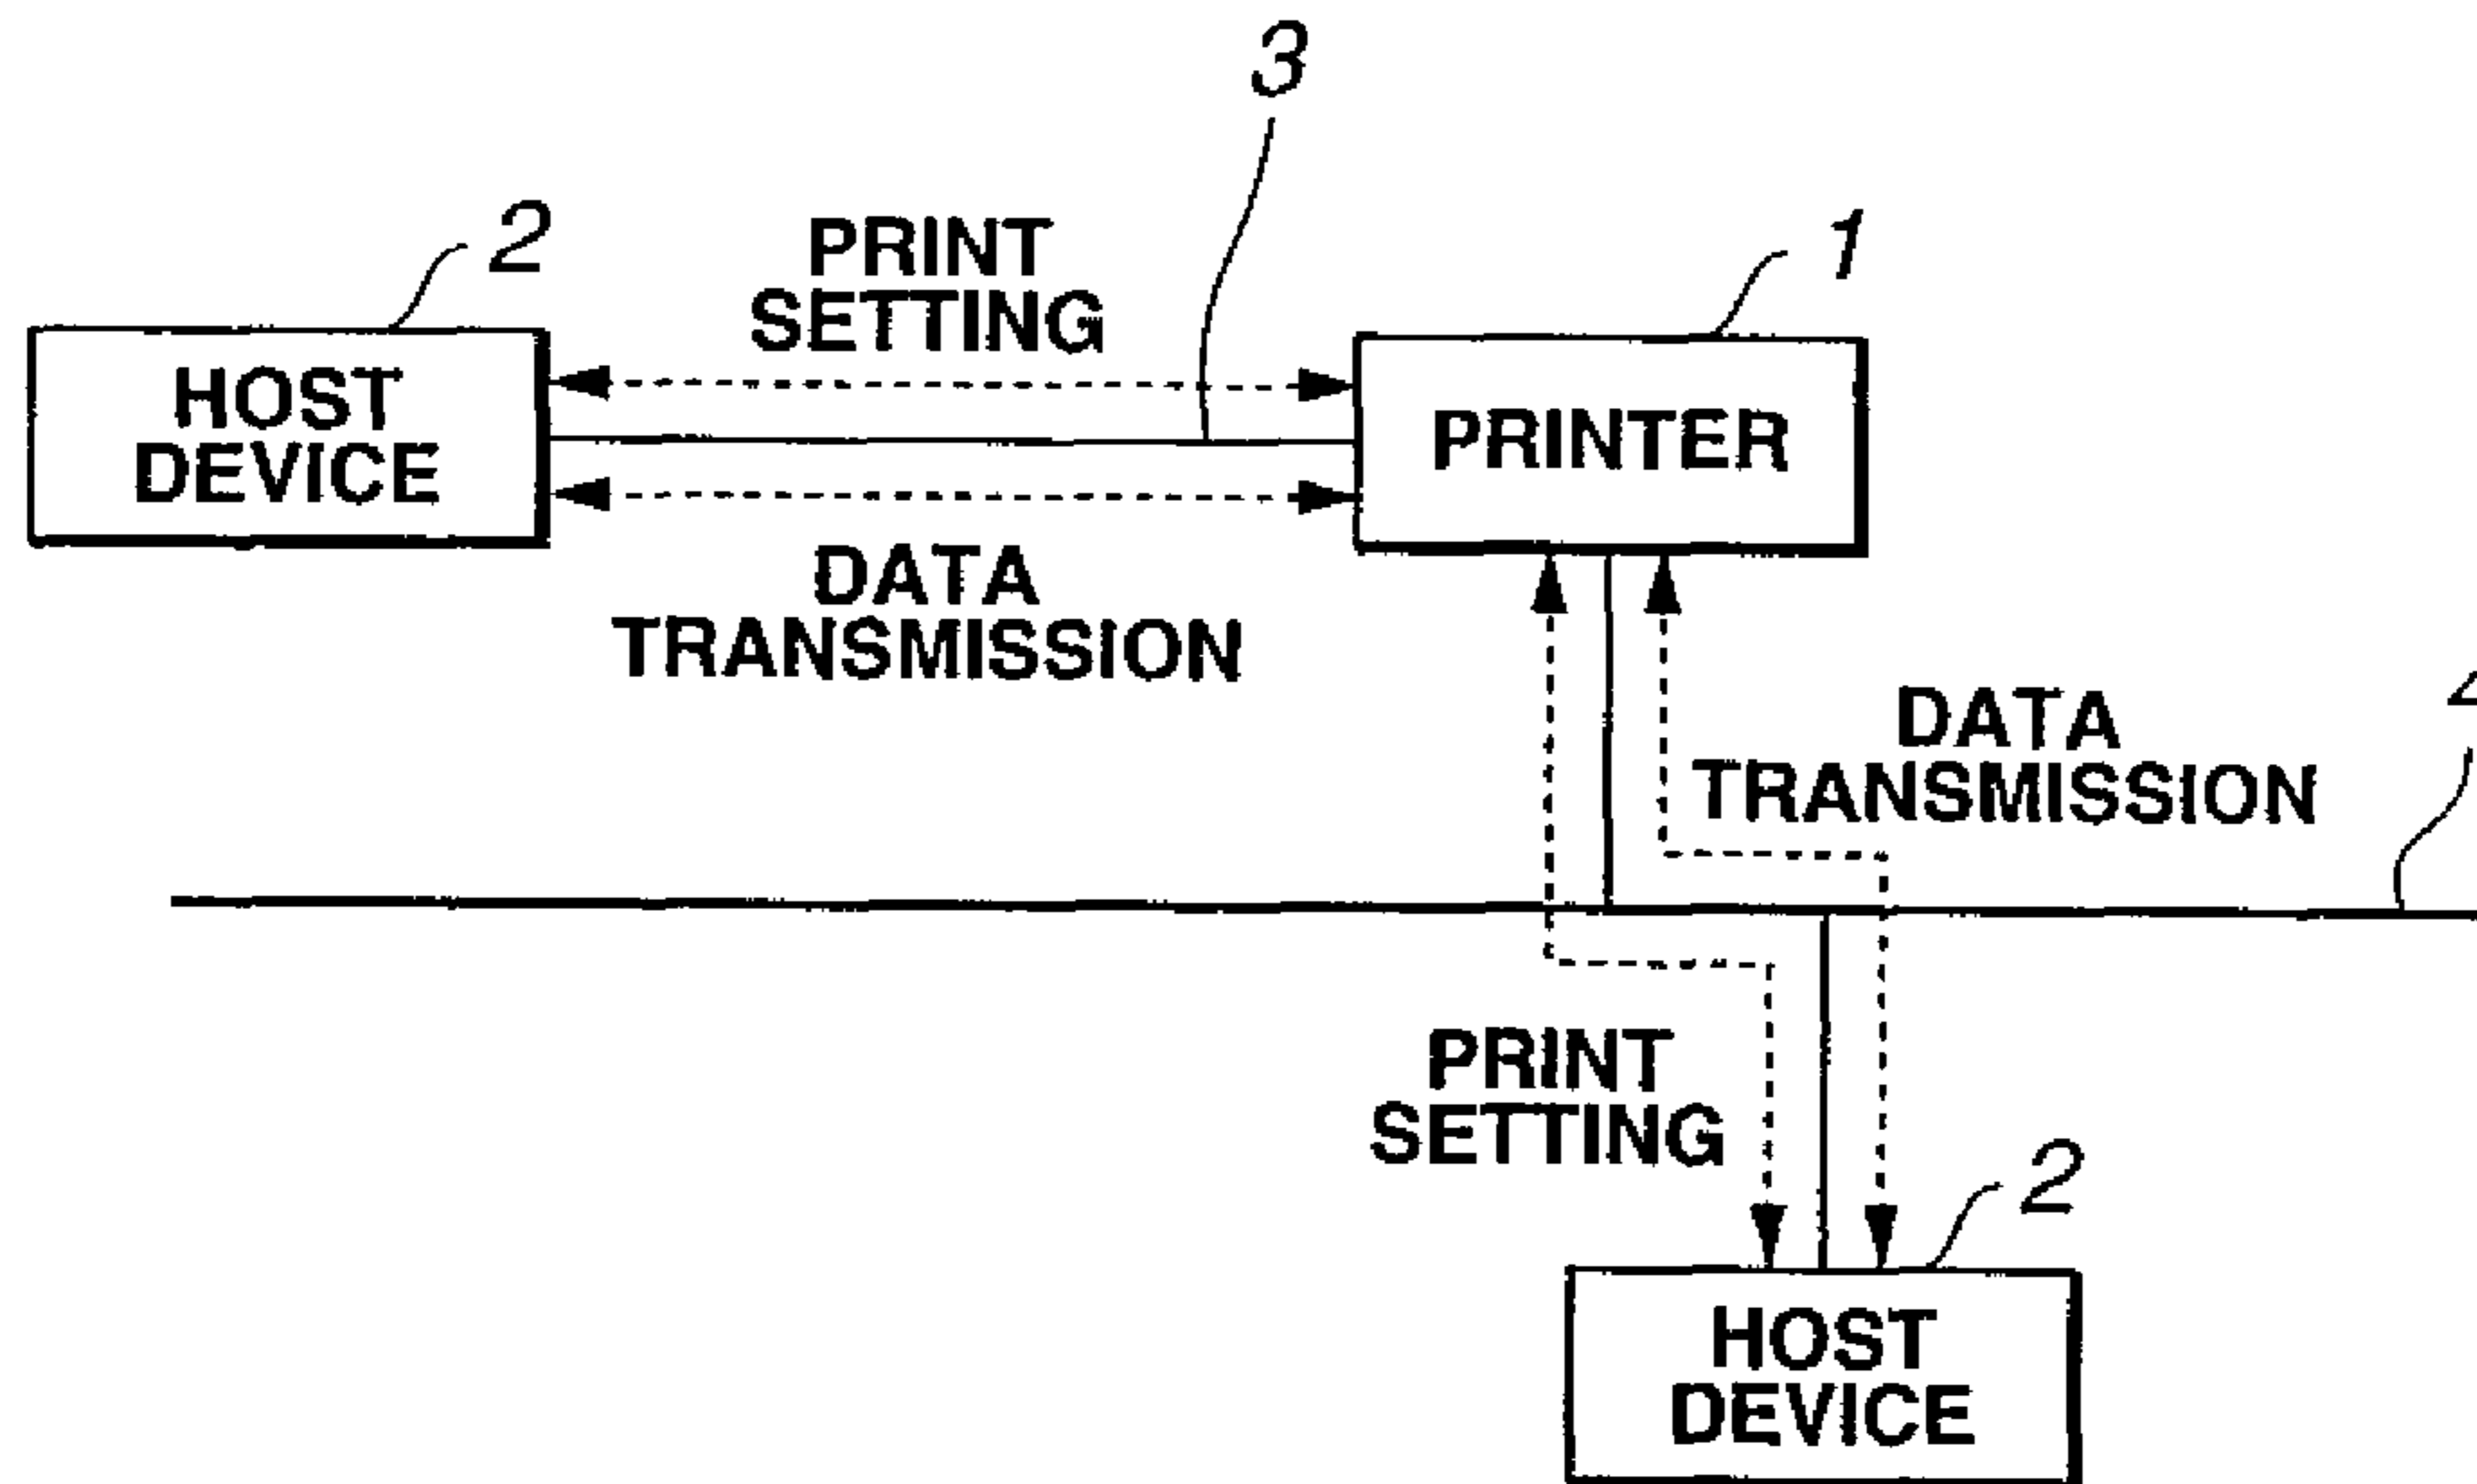 3
2
PRINT
SETTING
1
HOST
DEVICE
PRINTER
DATA
TRANSMISSION
DATA
TRANSMISSION
PRINT
SETTING
2
HOST
DEVICE